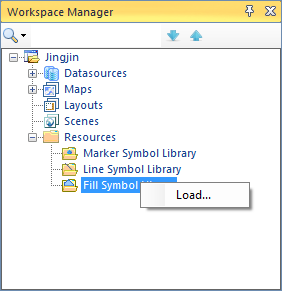 Workspace Manager
Jingjin
Datasources
Maps
Layouts
Scenes
Resources
Marker Symbol Library
Line Symbol Library
Fill Symbol
Load...